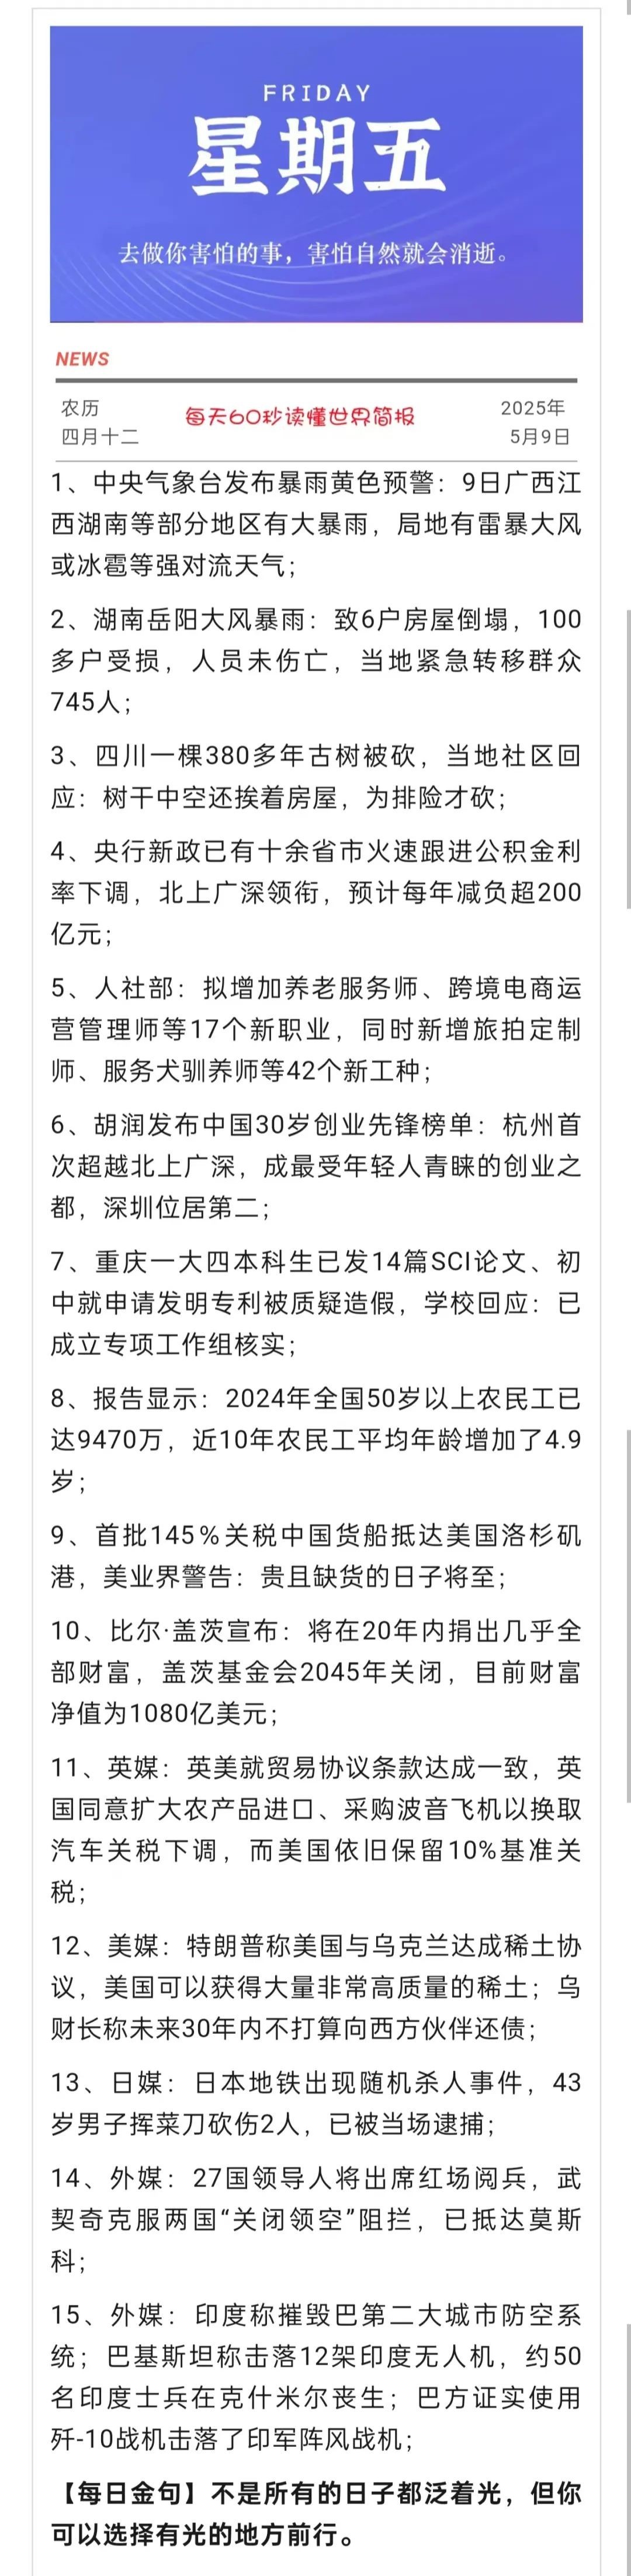 FRIDAY
星期五
去做你害怕的事，害怕自然就会消逝。
NEWS
农历
四月十二
每天60秒读懂世界简报
2025年
5月9日
1、中央气象台发布暴雨黄色预警：9日广西江
西湖南等部分地区有大暴雨，局地有雷暴大风
或冰雹等强对流天气；
2、湖南岳阳大风暴雨：致6户房屋倒塌，100
多户受损，人员未伤亡，当地紧急转移群众
745人；
3、四川一棵380多年古树被砍，当地社区回
应：树干中空还挨着房屋，为排险才砍；
4、央行新政已有十余省市火速跟进公积金利
率下调，北上广深领衔，预计每年减负超200
亿元；
5、人社部：拟增加养老服务师、跨境电商运
营管理师等17个新职业，同时新增旅拍定制
师、服务犬驯养师等42个新工种；
6、胡润发布中国30岁创业先锋榜单：杭州首
次超越北上广深，成最受年轻人青睐的创业之
都，深圳位居第二；
7、重庆一大四本科生已发14篇SCI论文、初
中就申请发明专利被质疑造假，学校回应：已
成立专项工作组核实；
8、报告显示：2024年全国50岁以上农民工已
达9470万，近10年农民工平均年龄增加了4.9
岁；
9、首批145%关税中国货船抵达美国洛杉矶
港，美业界警告：贵且缺货的日子将至；
10、比尔·盖茨宣布：将在20年内捐出几乎全
部财富，盖茨基金会2045年关闭，目前财富
净值为1080亿美元；
11、英媒：英美就贸易协议条款达成一致，英
国同意扩大农产品进口、采购波音飞机以换取
汽车关税下调，而美国依旧保留10%基准关
税；
12、美媒：特朗普称美国与乌克兰达成稀土协
议，美国可以获得大量非常高质量的稀土；乌
财长称未来30年内不打算向西方伙伴还债；
13、日媒：日本地铁出现随机杀人事件，43
岁男子挥菜刀砍伤2人，已被当场逮捕；
14、外媒：27国领导人将出席红场阅兵，武
契奇克服两国“关闭领空”阻拦，已抵达莫斯
科；
15、外媒：印度称摧毁巴第二大城市防空系
统；巴基斯坦称击落12架印度无人机，约50
名印度士兵在克什米尔丧生；巴方证实使用
歼-10战机击落了印军阵风战机；
【每日金句】不是所有的日子都泛着光，但你
可以选择有光的地方前行。